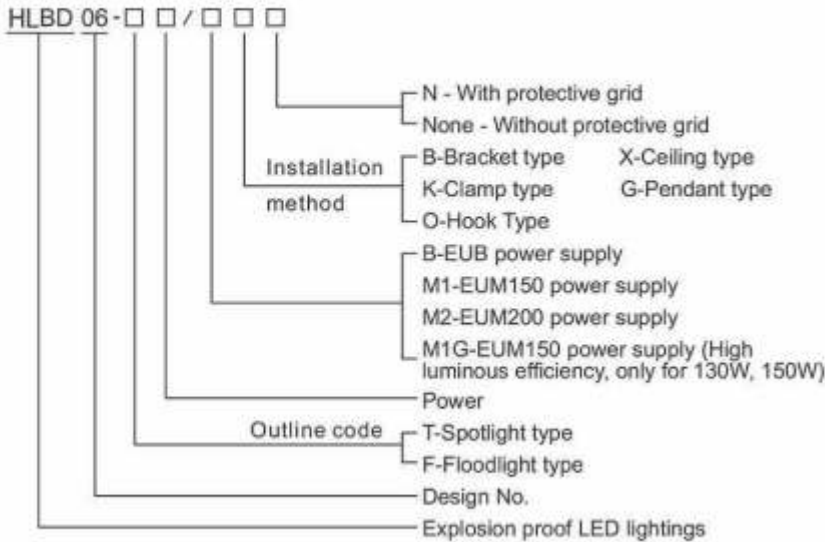 HLBD 06-□ □ / □ □ □
N - With protective grid
None - Without protective grid
Installation method
B-Bracket type X-Ceiling type
K-Clamp type G-Pendant type
O-Hook Type
B-EUB power supply
M1-EUM150 power supply
M2-EUM200 power supply
M1G-EUM150 power supply (High
luminous efficiency, only for 130W, 150W)
Power
Outline code
T-Spotlight type
F-Floodlight type
Design No.
Explosion proof LED lightings